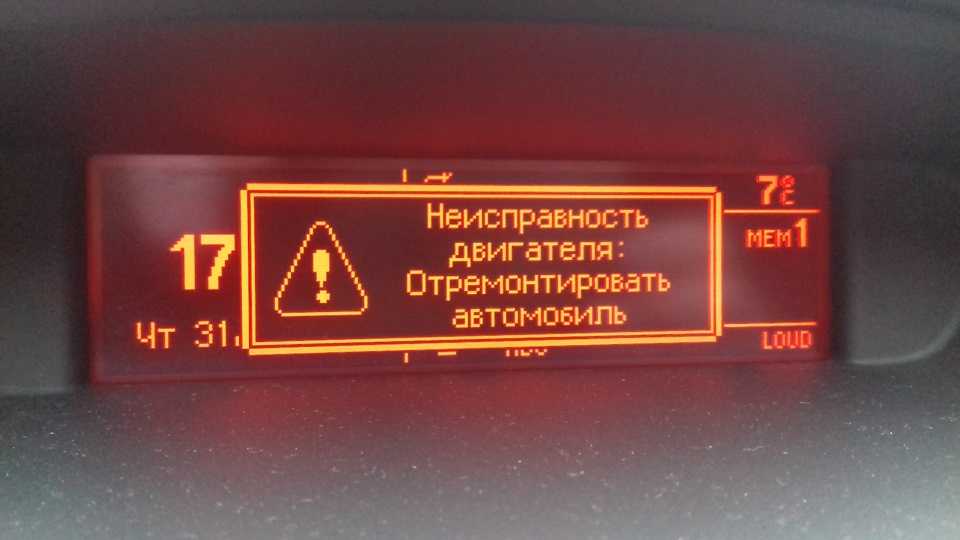 7°C
Неисправность
двигателя:
Отремонтировать
автомобиль
17
MEM1
Чт 31.
LOUD